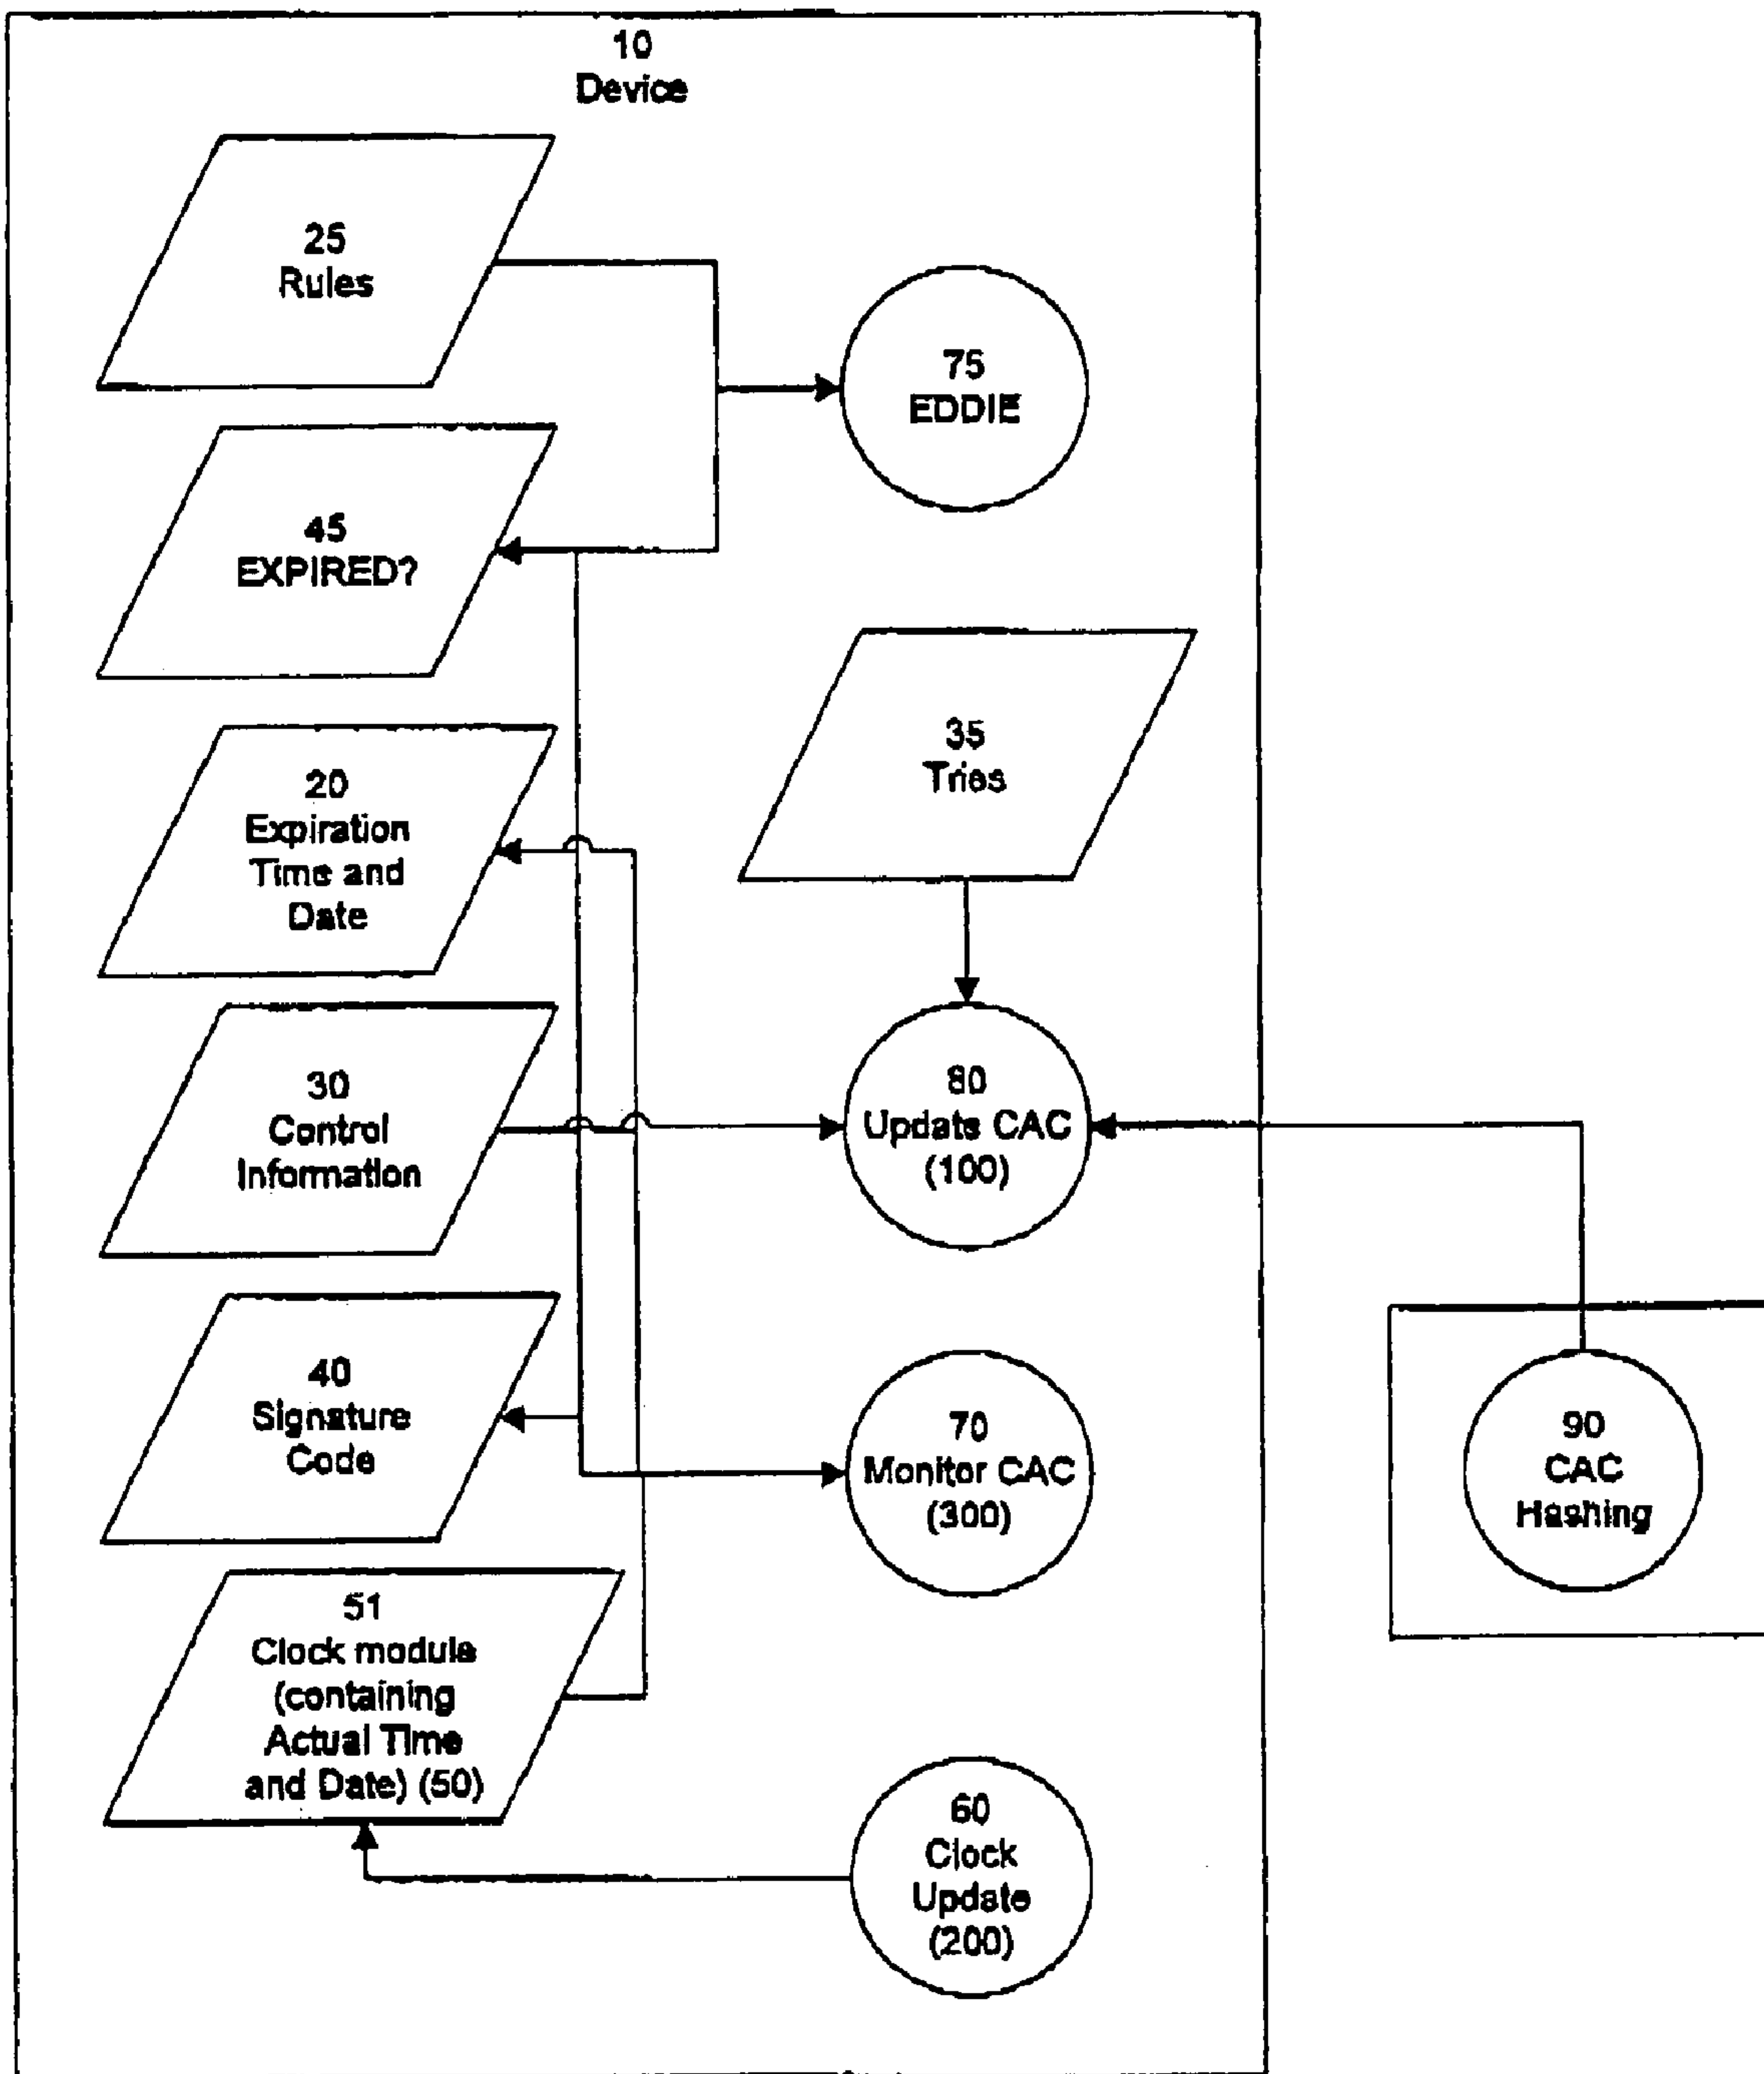 10
Device
25
Rules
75
EDDIE
45
EXPIRED?
35
Tries
20
Expiration
Time and
Date
30
Control
Information
80
Update CAC
(100)
40
Signature
Code
70
Monitor CAC
(300)
90
CAC
Hashing
51
Clock module
(containing
Actual Time
and Date) (50)
60
Clock
Update
(200)